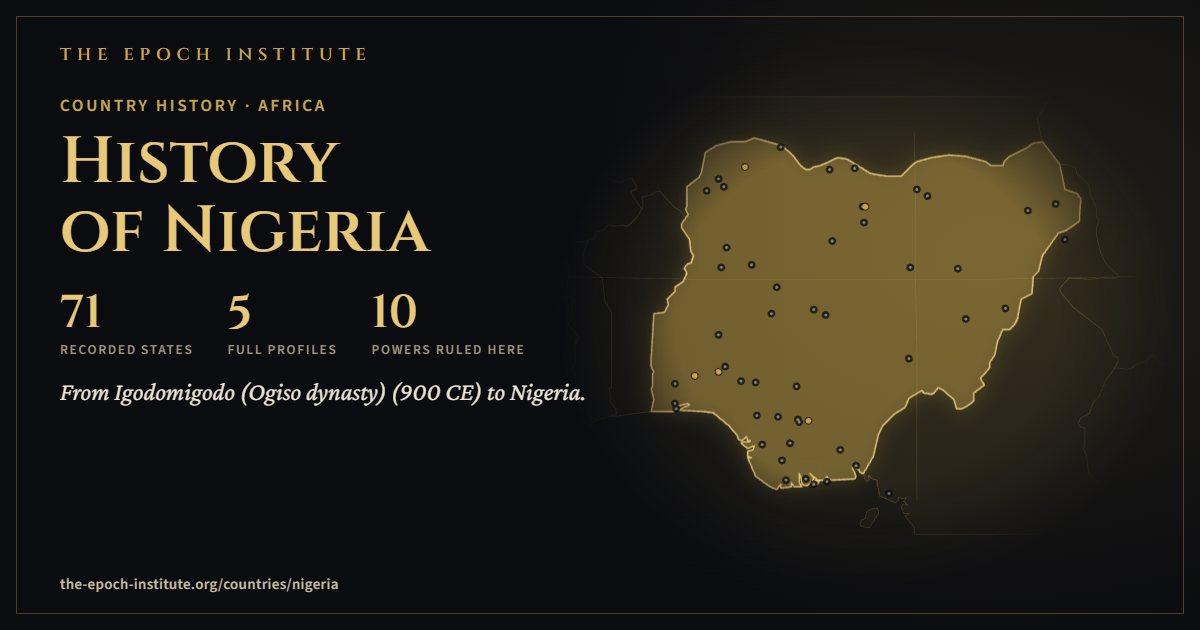 THE EPOCH INSTITUTE
COUNTRY HISTORY · AFRICA
HISTORY
OF NIGERIA
71 5 10
RECORDED STATES FULL PROFILES POWERS RULED HERE
From Igodomigodo (Ogiso dynasty) (900 CE) to Nigeria.
the-epoch-institute.org/countries/nigeria